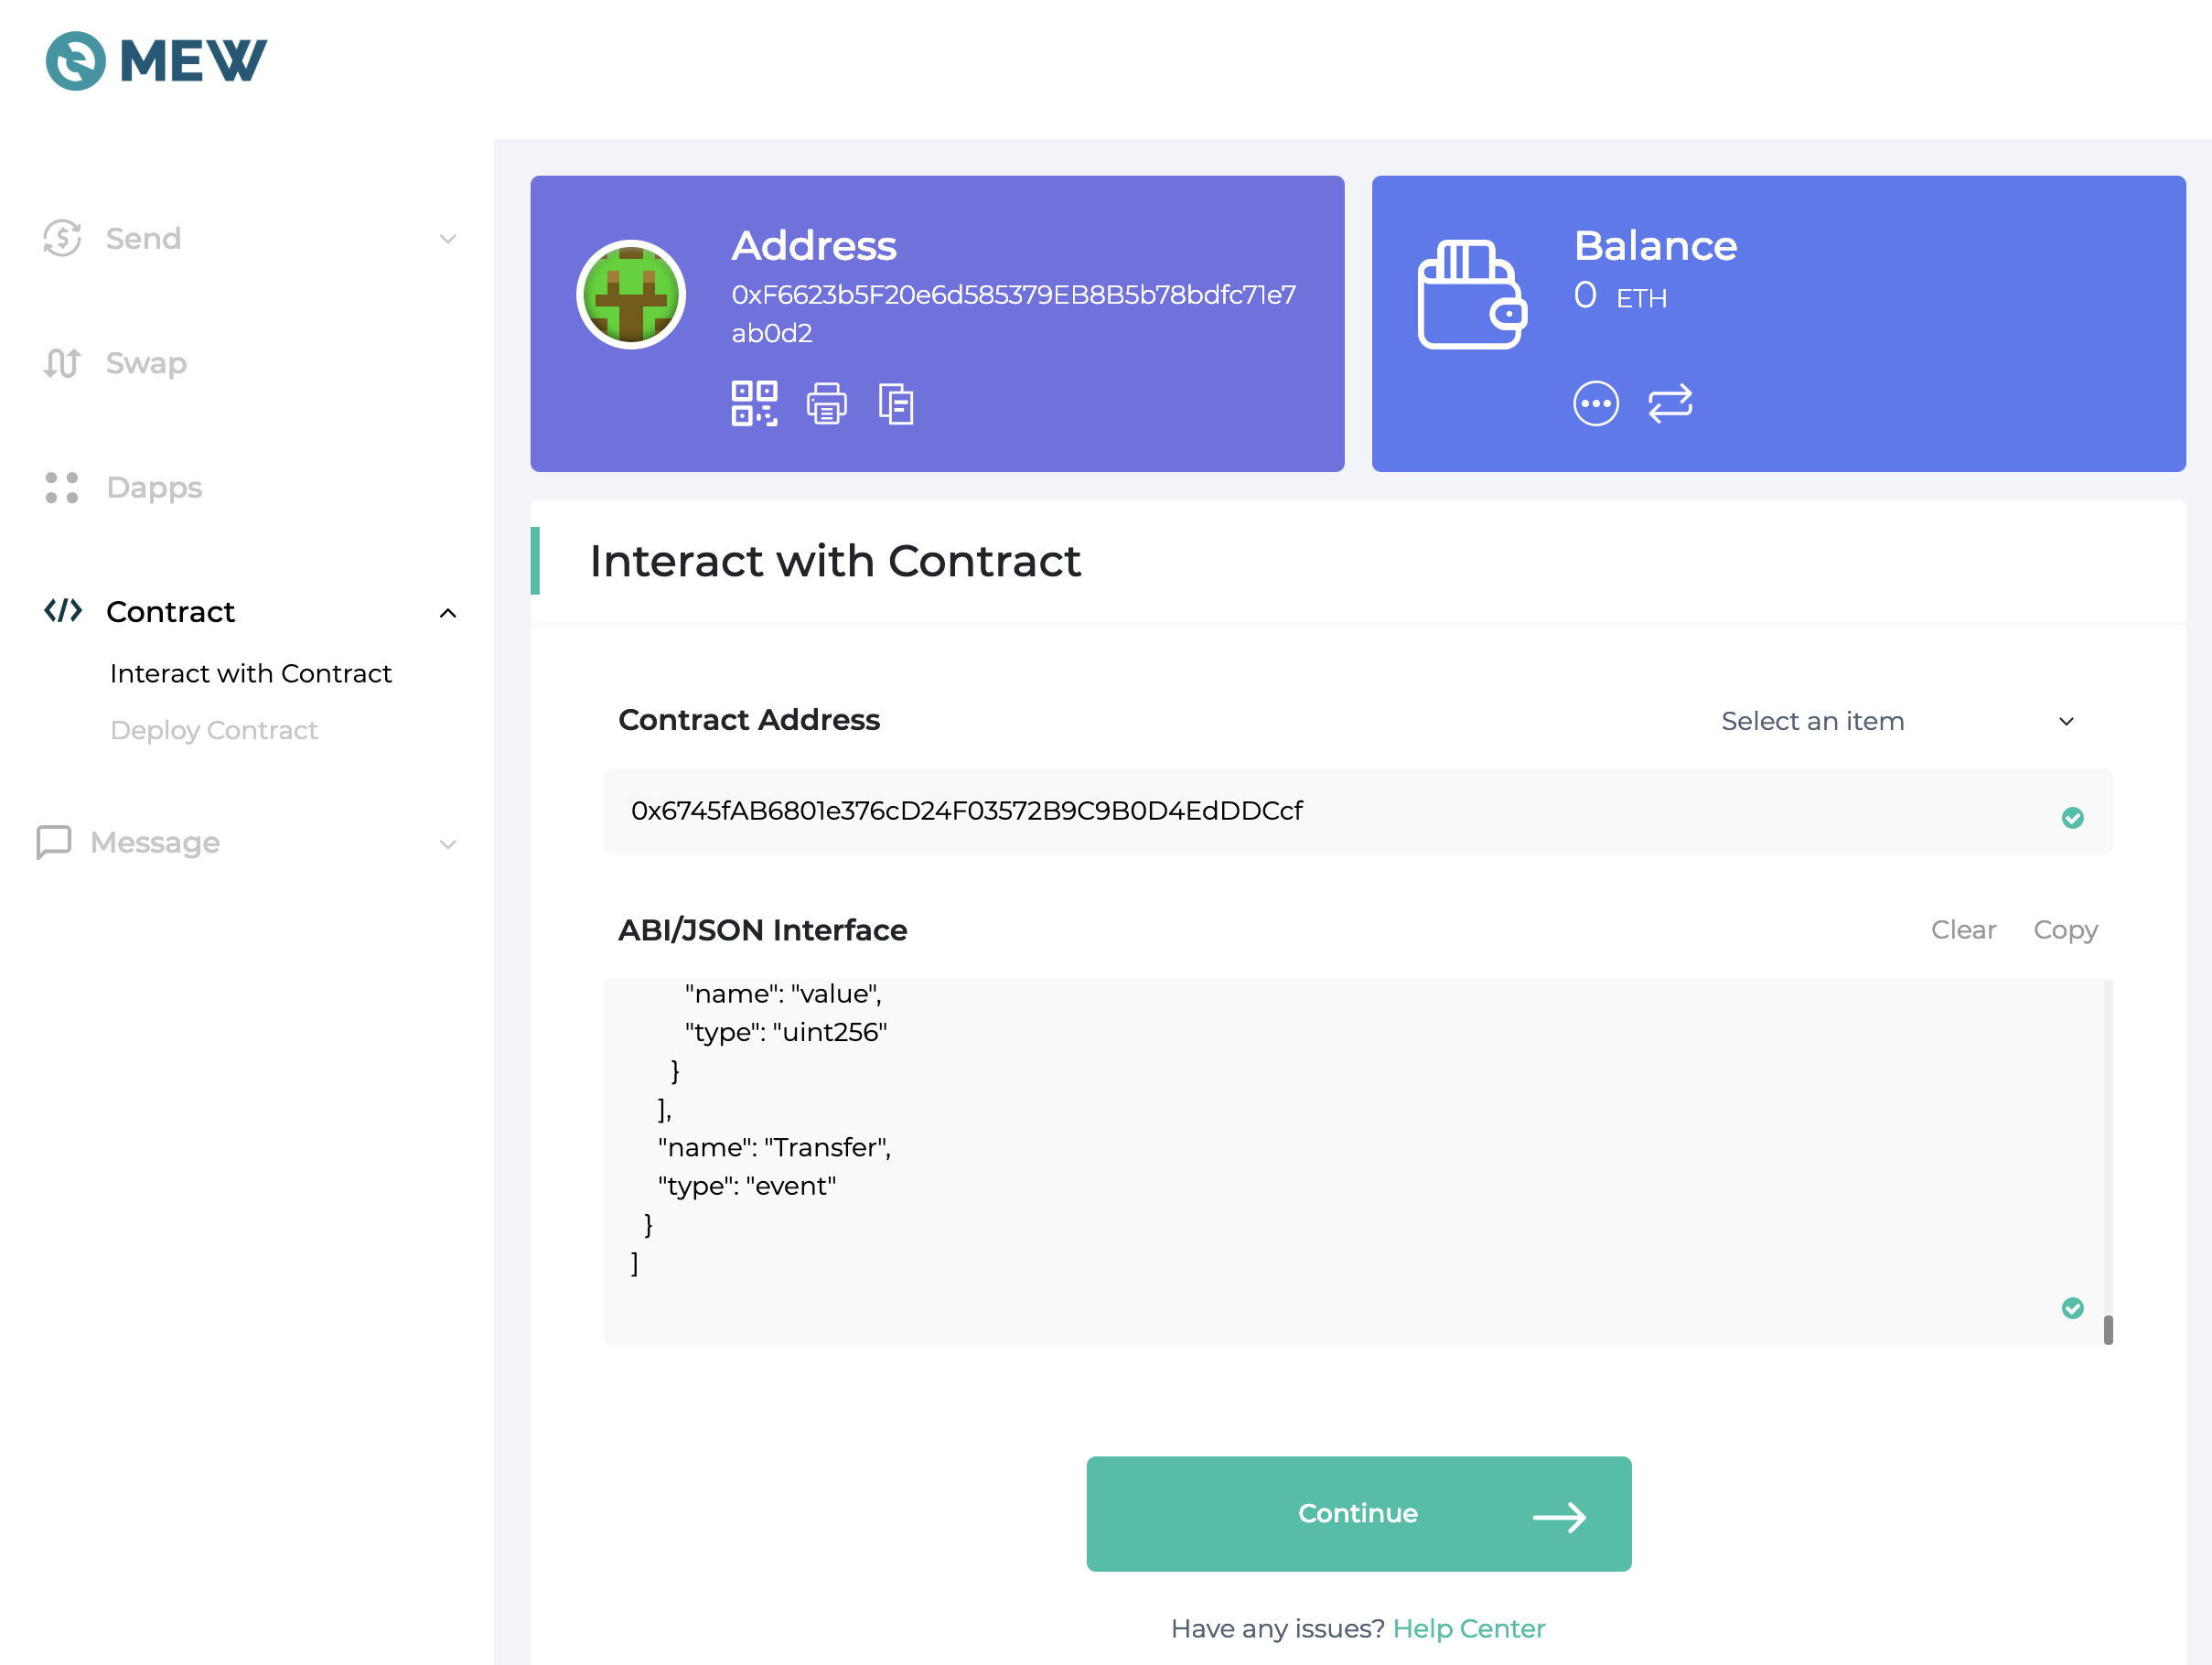 MEW
Send
Swap
Dapps
Contract
Interact with Contract
Deploy Contract
Message
Address
0xF6623b5F20e6d585379EB8B5b78bdfc71e7
ab0d2
Balance
0 ETH
Interact with Contract
Contract Address
Select an item
0x6745fAB6801e376cD24F03572B9C9B0D4EdDDCcf
ABI/JSON Interface
Clear Copy
"name": "value",
"type": "uint256"
}
],
"name": "Transfer",
"type": "event"
}
]
Continue
Have any issues? Help Center